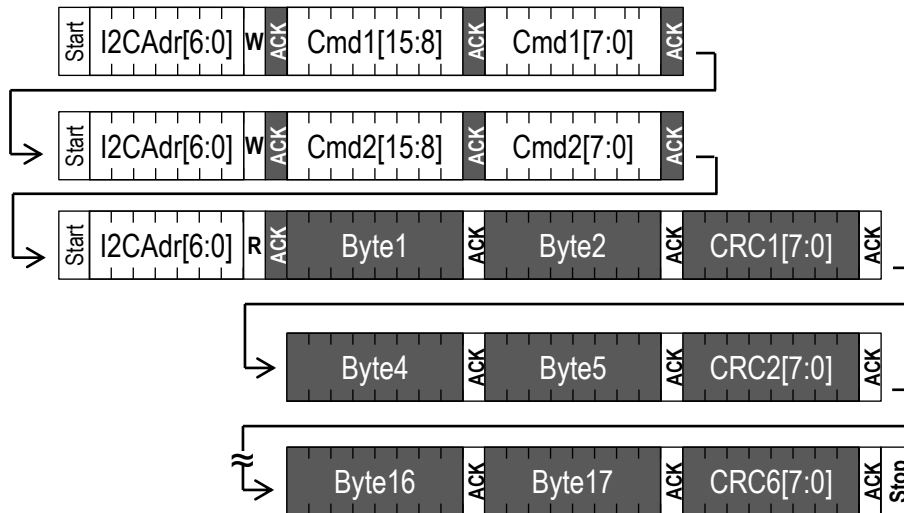 Start I2CAdr[6:0] W ACK Cmd1[15:8] ACK Cmd1[7:0] ACK
Start I2CAdr[6:0] W ACK Cmd2[15:8] ACK Cmd2[7:0] ACK
Start I2CAdr[6:0] R ACK Byte1 ACK Byte2 ACK CRC1[7:0] ACK
Byte4 ACK Byte5 ACK CRC2[7:0] ACK
Byte16 ACK Byte17 ACK CRC6[7:0] ACK Stop